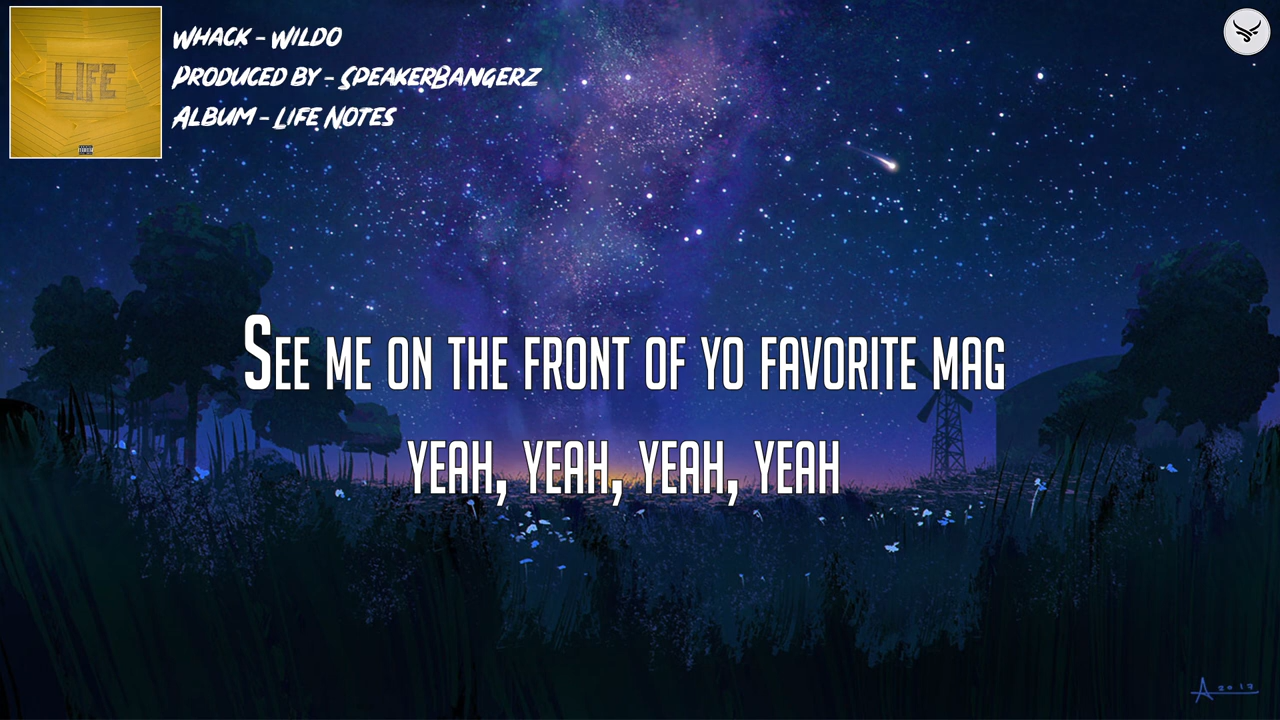 Whack - Wildo
Produced by - SpeakerBangerz
Album - Life Notes
LIFE
See me on the front of yo favorite mag
yeah, yeah, yeah, yeah
A 2017